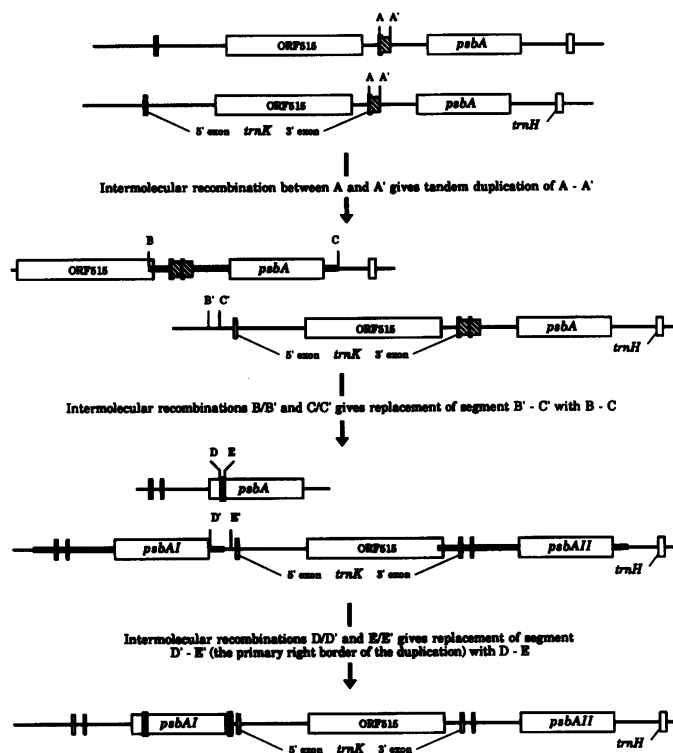 A A'
ORF515 psbA
A A'
ORF515 psbA
5' exon trnK 3' exon trnH
Intermolecular recombination between A and A' gives tandem duplication of A - A'
B C
ORF515 psbA
B' C'
ORF515 psbA
5' exon trnK 3' exon trnH
Intermolecular recombinations B/B' and C/C' gives replacement of segment B' - C' with B - C
D E
psbA
D' E'
psbAI ORF515 psbAII
5' exon trnK 3' exon trnH
Intermolecular recombinations D/D' and E/E' gives replacement of segment
D' - E' (the primary right border of the duplication) with D - E
psbAI ORF515 psbAII
5' exon trnK 3' exon trnH